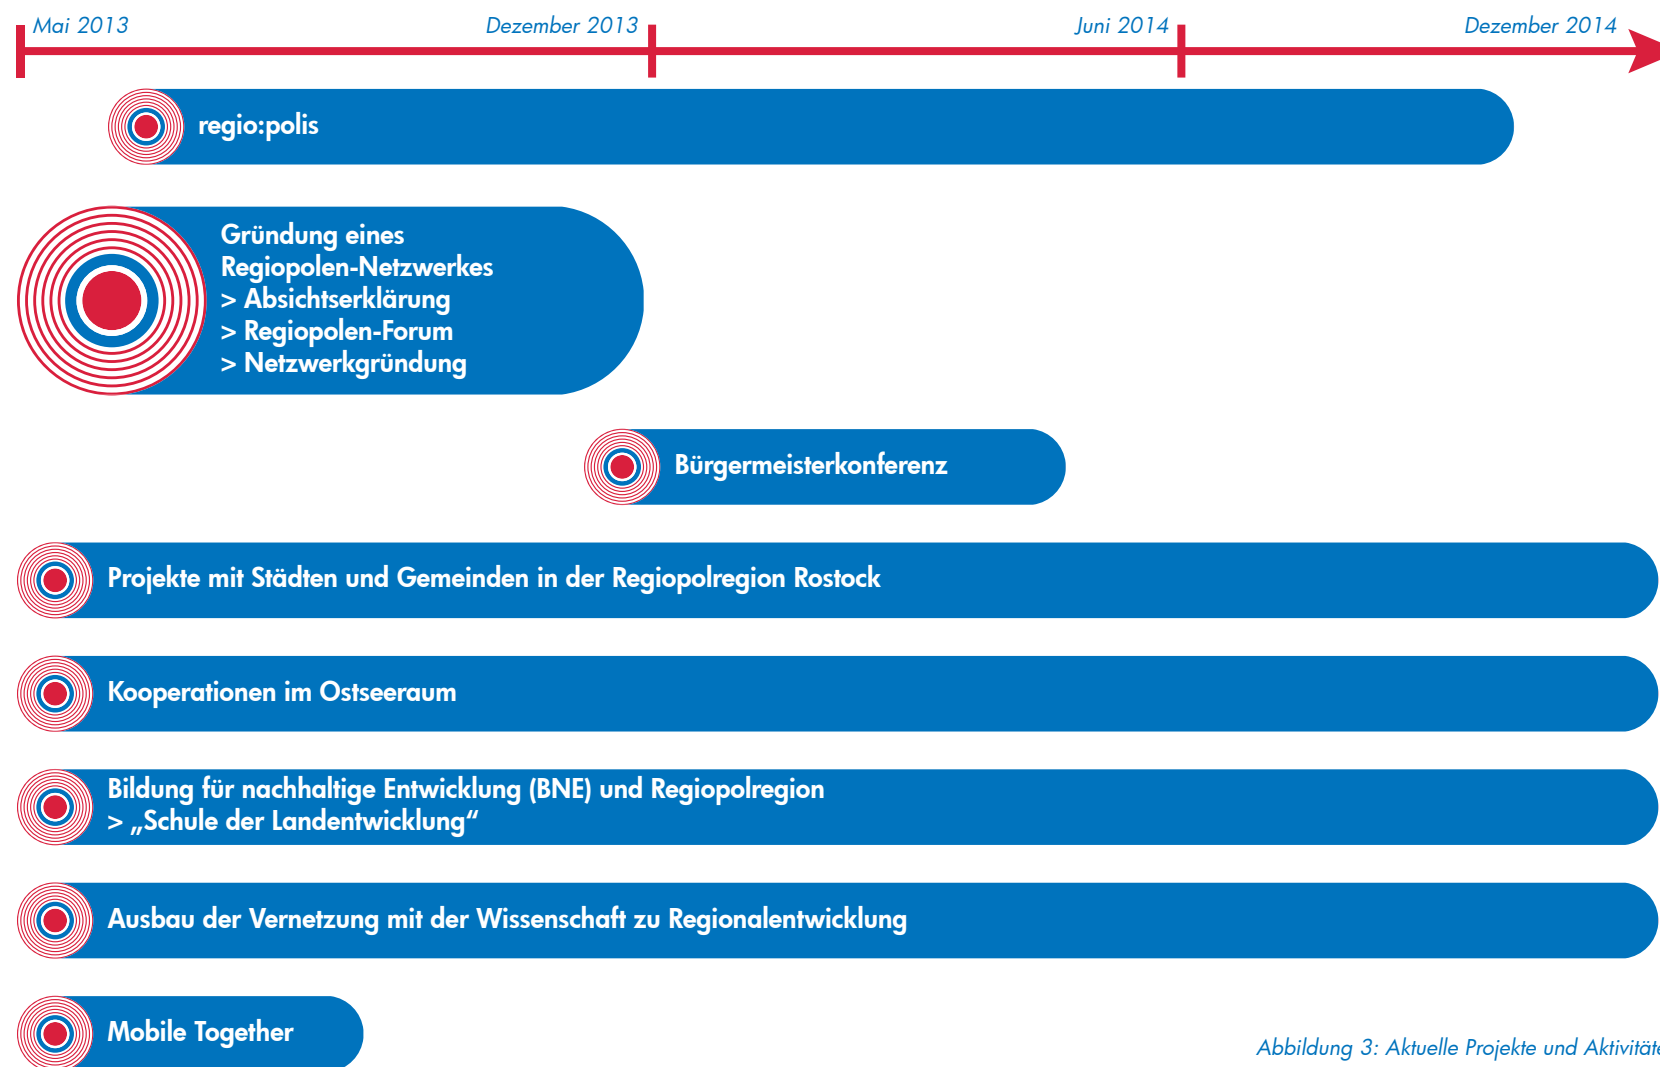 Mai 2013
Dezember 2013
Juni 2014
Dezember 2014
regio:polis
Gründung eines
Regiopolen-Netzwerkes
> Absichtserklärung
> Regiopolen-Forum
> Netzwerkgründung
Bürgermeisterkonferenz
Projekte mit Städten und Gemeinden in der Regiopolregion Rostock
Kooperationen im Ostseeraum
Bildung für nachhaltige Entwicklung (BNE) und Regiopolregion
> „Schule der Landentwicklung“
Ausbau der Vernetzung mit der Wissenschaft zu Regionalentwicklung
Mobile Together
Abbildung 3: Aktuelle Projekte und